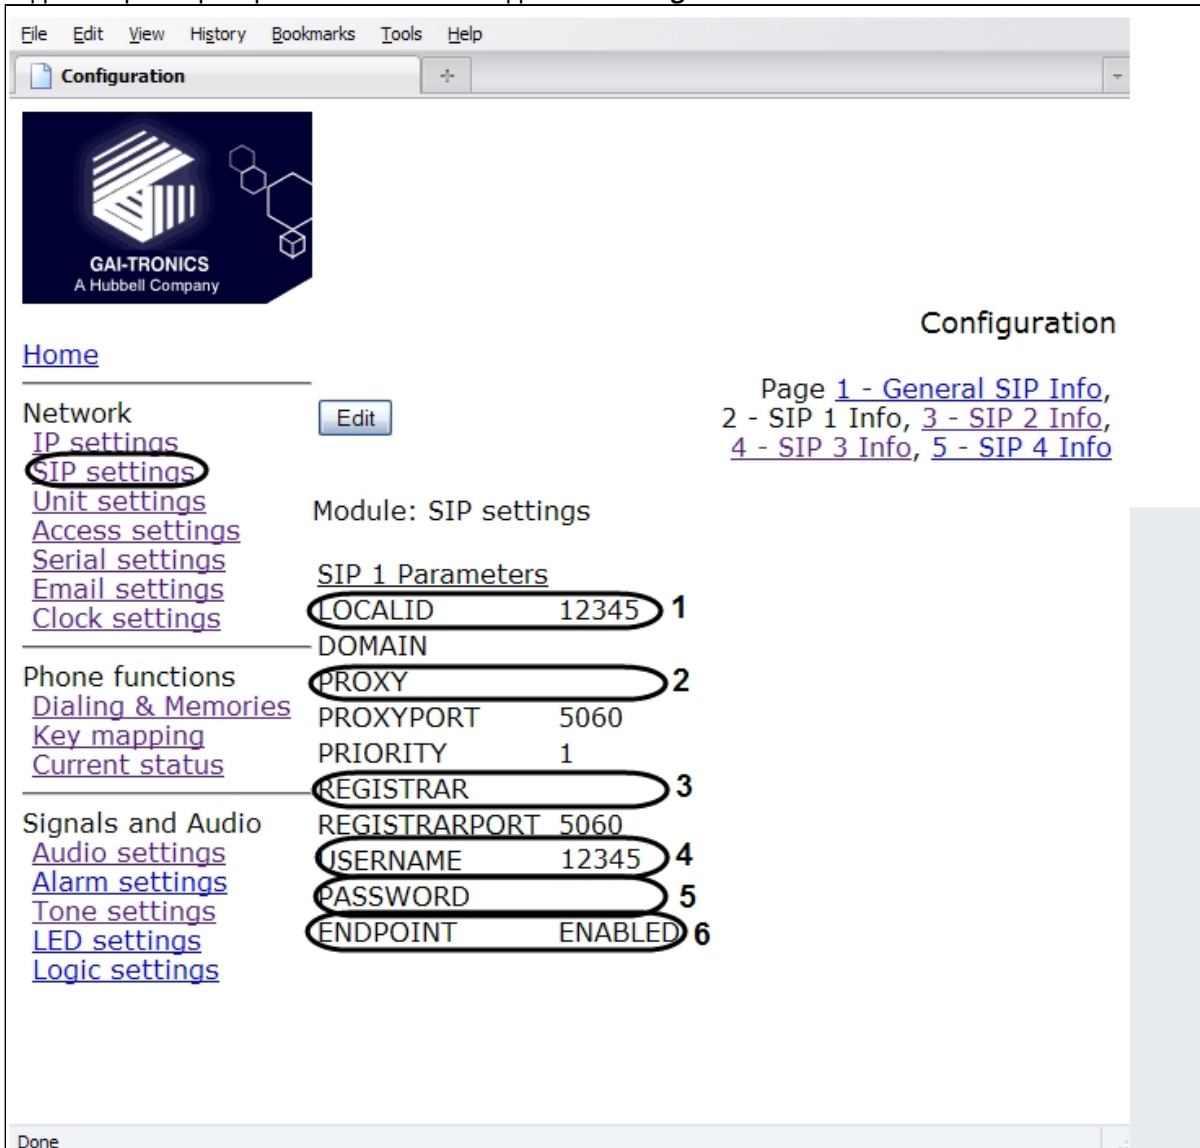 File Edit View History Bookmarks Tools Help
Configuration
GAI-TRONICS
A Hubbell Company
Configuration
Home
Page 1 - General SIP Info,
2 - SIP 1 Info, 3 - SIP 2 Info,
4 - SIP 3 Info, 5 - SIP 4 Info
Edit
Network
IP settings
SIP settings
Unit settings
Access settings
Serial settings
Email settings
Clock settings
Phone functions
Dialing & Memories
Key mapping
Current status
Signals and Audio
Audio settings
Alarm settings
Tone settings
LED settings
Logic settings
Module: SIP settings
SIP 1 Parameters
LOCALID 12345 1
DOMAIN
PROXY 2
PROXYPORT 5060
PRIORITY 1
REGISTRAR 3
REGISTRARPORT 5060
USERNAME 12345 4
PASSWORD 5
ENDPOINT ENABLED 6
Done